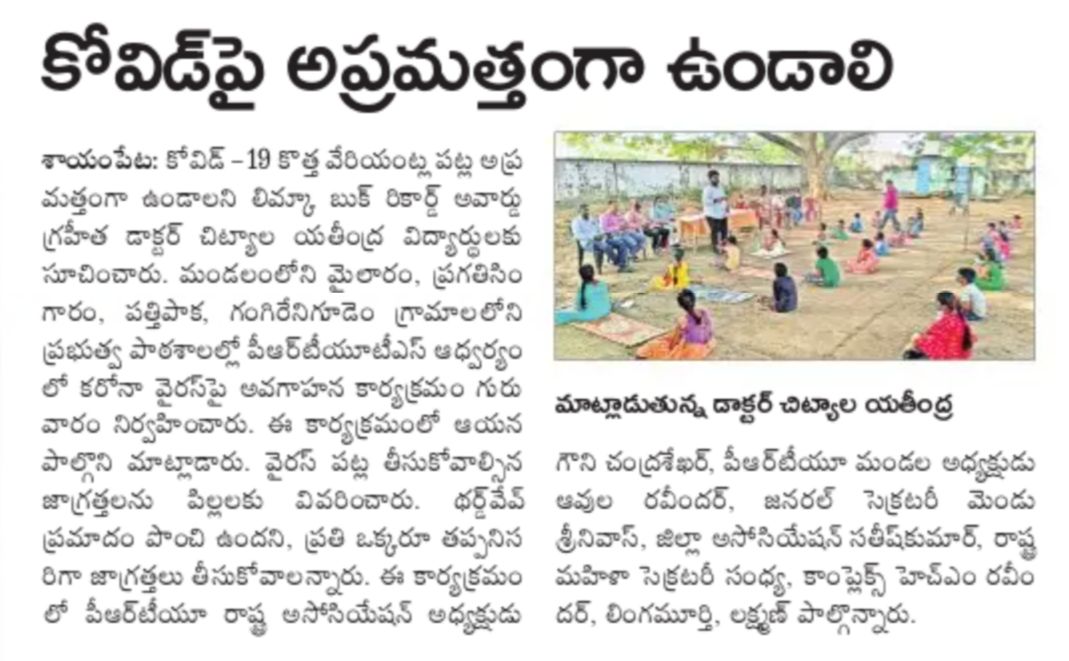 కోవిడ్‌పై అప్రమత్తంగా ఉండాలి
శాయంపేట: కోవిడ్ –19 కొత్త వేరియంట్ల పట్ల అప్ర
మత్తంగా ఉండాలని లిమ్కా బుక్ రికార్డ్ అవార్డు
గ్రహీత డాక్టర్ చిట్యాల యతీంద్ర విద్యార్థులకు
సూచించారు. మండలంలోని మైలారం, ప్రగతిసిం
గారం, పత్తిపాక, గంగిరేనిగూడెం గ్రామాలలోని
ప్రభుత్వ పాఠశాలల్లో పీఆర్‌టీయూటీఎస్ ఆధ్వర్యం
లో కరోనా వైరస్‌పై అవగాహన కార్యక్రమం గురు
వారం నిర్వహించారు. ఈ కార్యక్రమంలో ఆయన
పాల్గొని మాట్లాడారు. వైరస్ పట్ల తీసుకోవాల్సిన
జాగ్రత్తలను పిల్లలకు వివరించారు. థర్డ్‌వేవ్
ప్రమాదం పొంచి ఉందని, ప్రతి ఒక్కరూ తప్పనిస
రిగా జాగ్రత్తలు తీసుకోవాలన్నారు. ఈ కార్యక్రమం
లో పీఆర్‌టీయూ రాష్ట్ర అసోసియేషన్ అధ్యక్షుడు
మాట్లాడుతున్న డాక్టర్ చిట్యాల యతీంద్ర
గౌని చంద్రశేఖర్, పీఆర్‌టీయూ మండల అధ్యక్షుడు
ఆవుల రవీందర్, జనరల్ సెక్రటరీ మెండు
శ్రీనివాస్, జిల్లా అసోసియేషన్ సతీష్‌కుమార్, రాష్ట్ర
మహిళా సెక్రటరీ సంధ్య, కాంప్లెక్స్ హెచ్ఎం రవీం
దర్, లింగమూర్తి, లక్ష్మణ్ పాల్గొన్నారు.